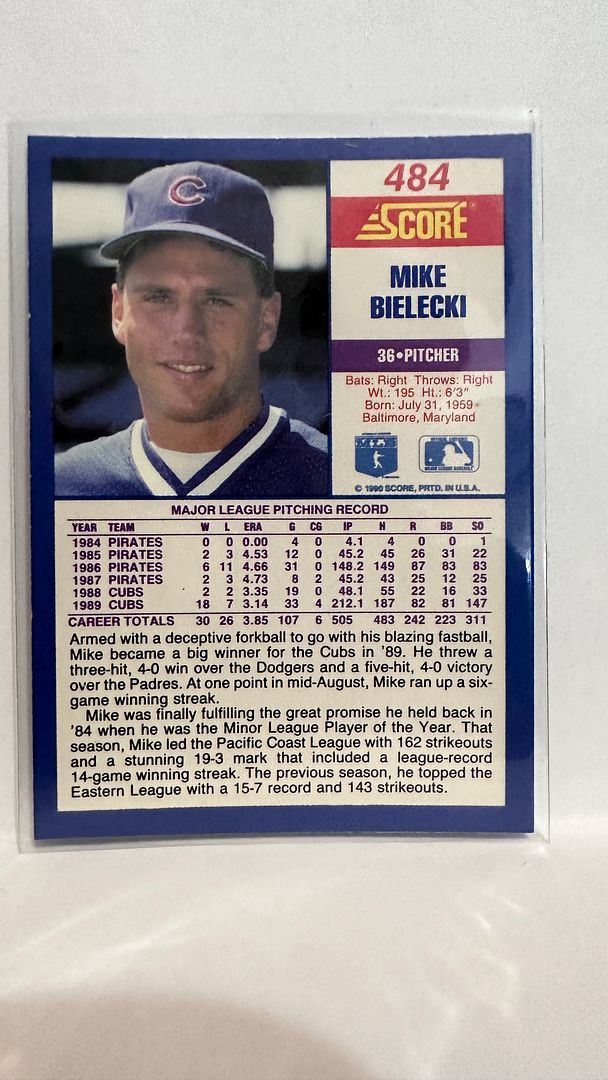 C
484
SCORE
MIKE
BIELECKI
36•PITCHER
Bats: Right Throws: Right
Wt.: 195 Ht.: 6'3"
Born: July 31, 1959
Baltimore, Maryland
© 1990 SCORE, PRTD. IN U.S.A.
MAJOR LEAGUE PITCHING RECORD
YEAR TEAM W L ERA G CG IP H R BB SO
1984 PIRATES 0 0 0.00 4 0 4.1 4 0 0 1
1985 PIRATES 2 3 4.53 12 0 45.2 45 26 31 22
1986 PIRATES 6 11 4.66 31 0 148.2 149 87 83 83
1987 PIRATES 2 3 4.73 8 2 45.2 43 25 12 25
1988 CUBS 2 2 3.35 19 0 48.1 55 22 16 33
1989 CUBS 18 7 3.14 33 4 212.1 187 82 81 147
CAREER TOTALS 30 26 3.85 107 6 505 483 242 223 311
Armed with a deceptive forkball to go with his blazing fastball,
Mike became a big winner for the Cubs in '89. He threw a
three-hit, 4-0 win over the Dodgers and a five-hit, 4-0 victory
over the Padres. At one point in mid-August, Mike ran up a six-
game winning streak.
Mike was finally fulfilling the great promise he held back in
'84 when he was the Minor League Player of the Year. That
season, Mike led the Pacific Coast League with 162 strikeouts
and a stunning 19-3 mark that included a league-record
14-game winning streak. The previous season, he topped the
Eastern League with a 15-7 record and 143 strikeouts.